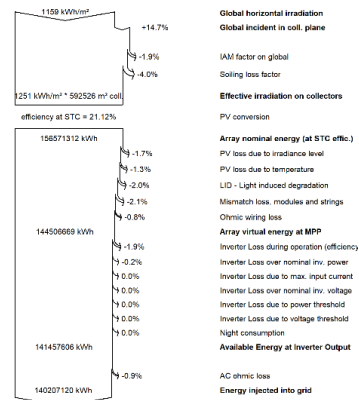 1159 kWh/m² Global horizontal irradiation
+14.7% Global incident in coll. plane
-1.9% IAM factor on global
-4.0% Soiling loss factor
1251 kWh/m² * 592526 m² coll. Effective irradiation on collectors
efficiency at STC = 21.12% PV conversion
156571312 kWh Array nominal energy (at STC effic.)
-1.7% PV loss due to irradiance level
-1.3% PV loss due to temperature
-2.0% LID - Light induced degradation
-2.1% Mismatch loss, modules and strings
-0.8% Ohmic wiring loss
144506669 kWh Array virtual energy at MPP
-1.9% Inverter Loss during operation (efficiency
-0.2% Inverter Loss over nominal inv. power
0.0% Inverter Loss due to max. input current
0.0% Inverter Loss over nominal inv. voltage
0.0% Inverter Loss due to power threshold
0.0% Inverter Loss due to voltage threshold
0.0% Night consumption
141457606 kWh Available Energy at Inverter Output
-0.9% AC ohmic loss
140207120 kWh Energy injected into grid